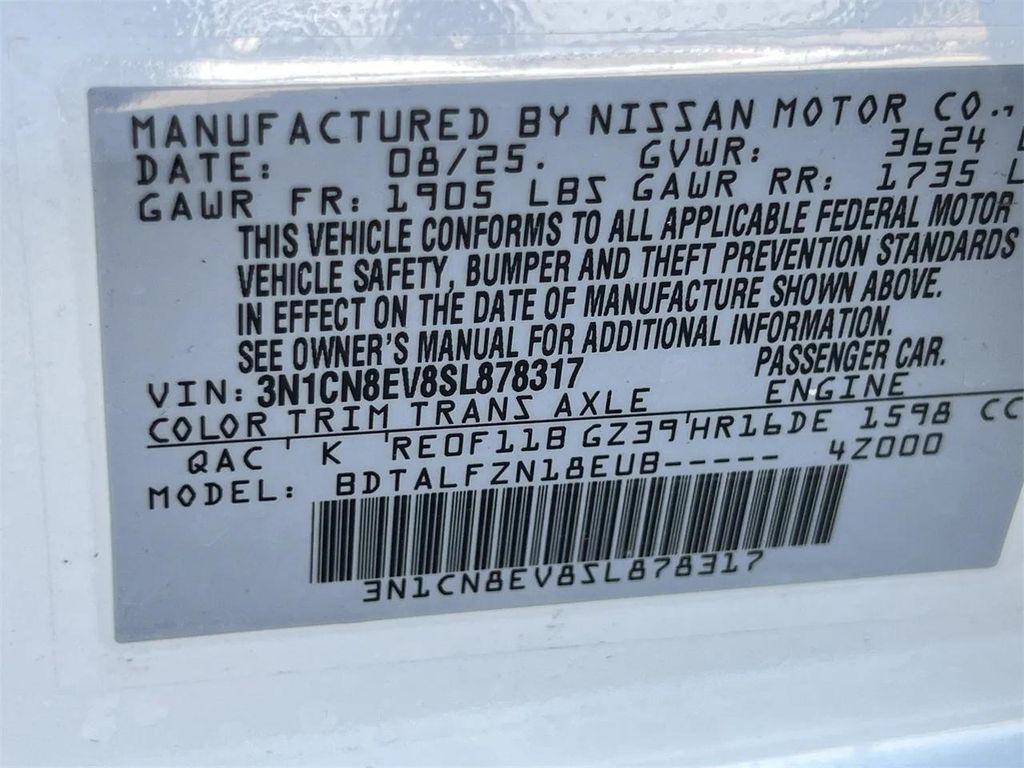 MANUFACTURED BY NISSAN MOTOR CO.,
DATE: 08/25. GVWR: 3624
GAWR FR: 1905 LBS GAWR RR: 1735 L
THIS VEHICLE CONFORMS TO ALL APPLICABLE FEDERAL MOTOR
VEHICLE SAFETY, BUMPER AND THEFT PREVENTION STANDARDS
IN EFFECT ON THE DATE OF MANUFACTURE SHOWN ABOVE.
SEE OWNER'S MANUAL FOR ADDITIONAL INFORMATION.
VIN: 3N1CN8EV8SL878317 PASSENGER CAR.
COLOR TRIM TRANS AXLE ENGINE
QAC ' K 'RE0F11B GZ39'HR16DE 1598 CC
MODEL: BDTALFZN18EUB----- 4Z000
3N1CN8EV8SL878317